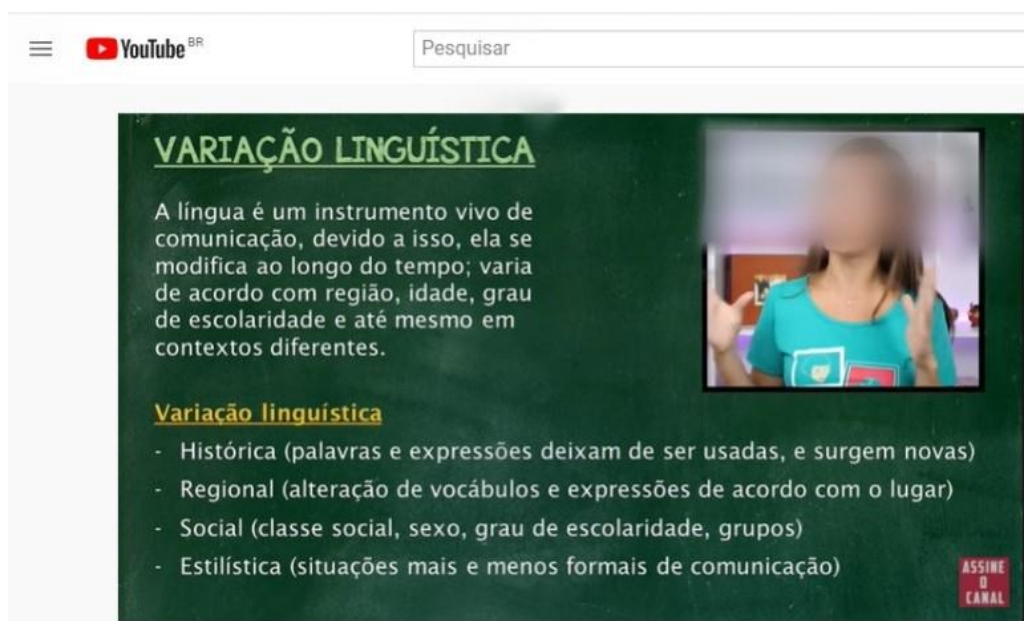 YouTube BR
Pesquisar
VARIAÇÃO LINGUÍSTICA
A língua é um instrumento vivo de
comunicação, devido a isso, ela se
modifica ao longo do tempo; varia
de acordo com região, idade, grau
de escolaridade e até mesmo em
contextos diferentes.
Variação linguística
- Histórica (palavras e expressões deixam de ser usadas, e surgem novas)
- Regional (alteração de vocábulos e expressões de acordo com o lugar)
- Social (classe social, sexo, grau de escolaridade, grupos)
- Estilística (situações mais e menos formais de comunicação)
ASSINE
O
CANAL